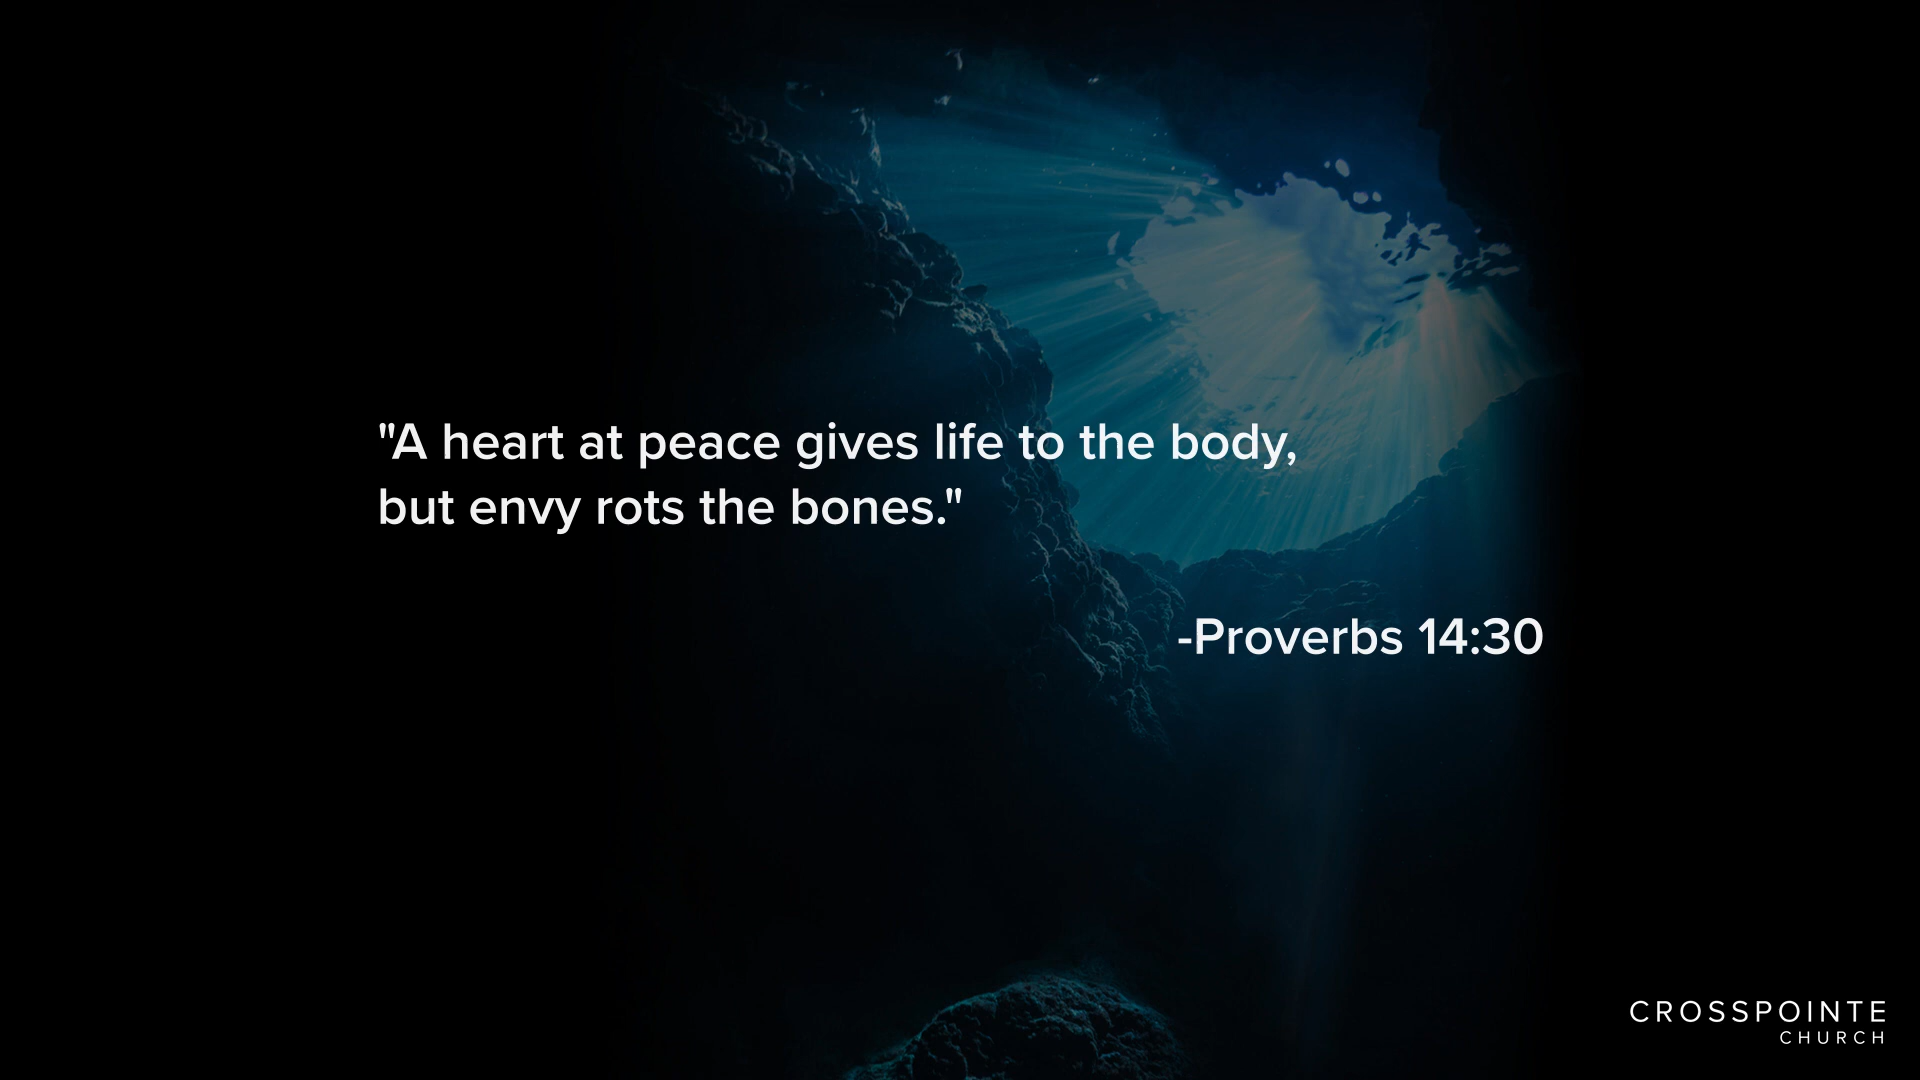 "A heart at peace gives life to the body,
but envy rots the bones."
-Proverbs 14:30
CROSSPOINTE
CHURCH